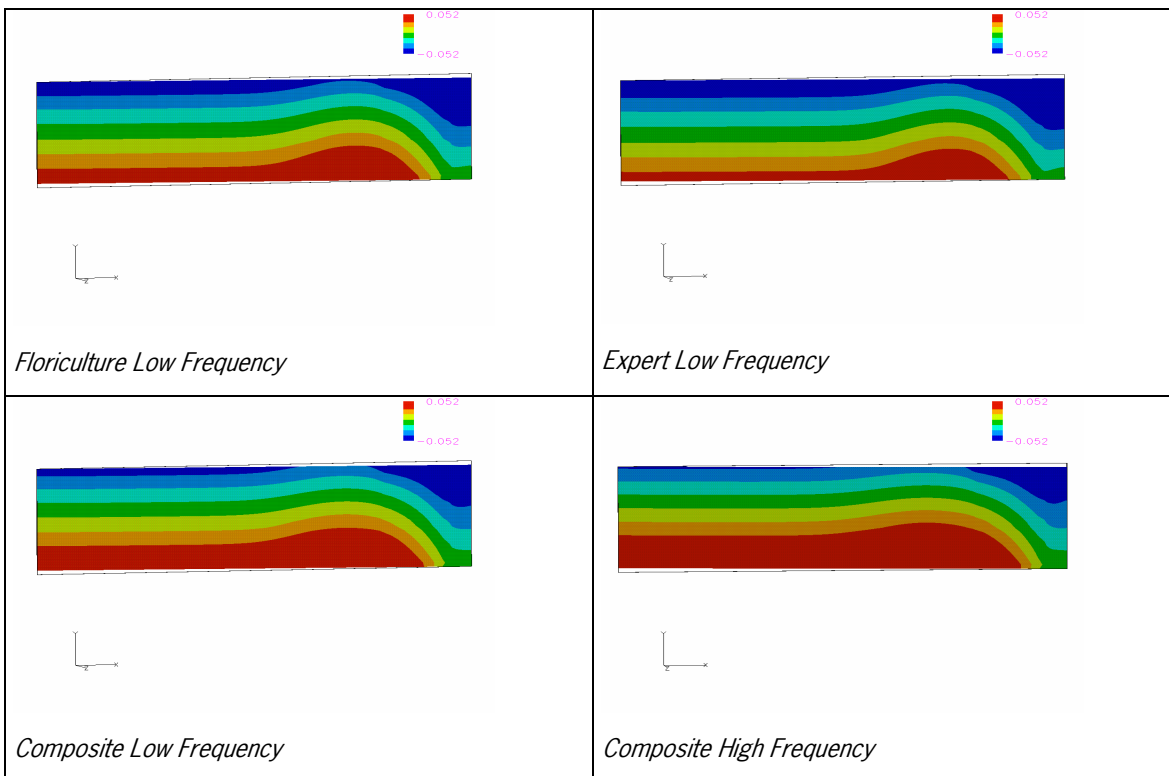 0.052
-0.052
Y
Z
X
Floriculture Low Frequency
0.052
-0.052
Y
Z
X
Expert Low Frequency
0.052
-0.052
Y
Z
X
Composite Low Frequency
0.052
-0.052
Y
Z
X
Composite High Frequency